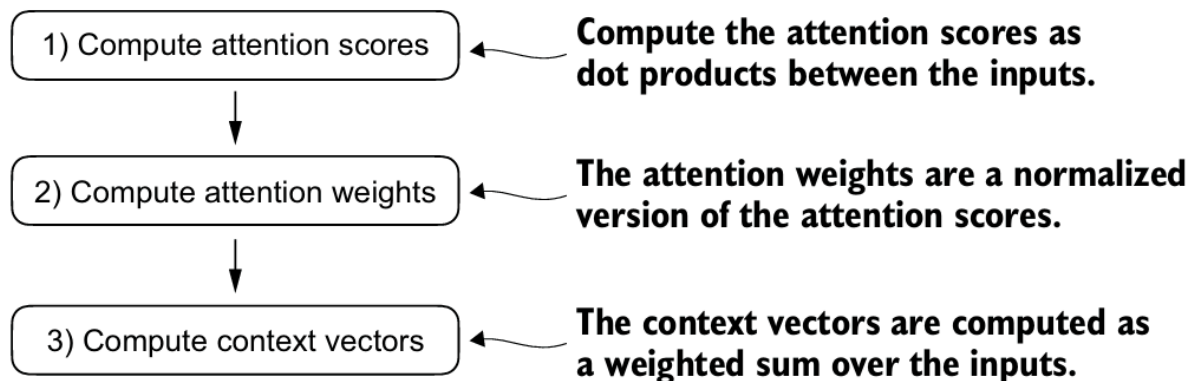 1) Compute attention scores
Compute the attention scores as
dot products between the inputs.
2) Compute attention weights
The attention weights are a normalized
version of the attention scores.
3) Compute context vectors
The context vectors are computed as
a weighted sum over the inputs.